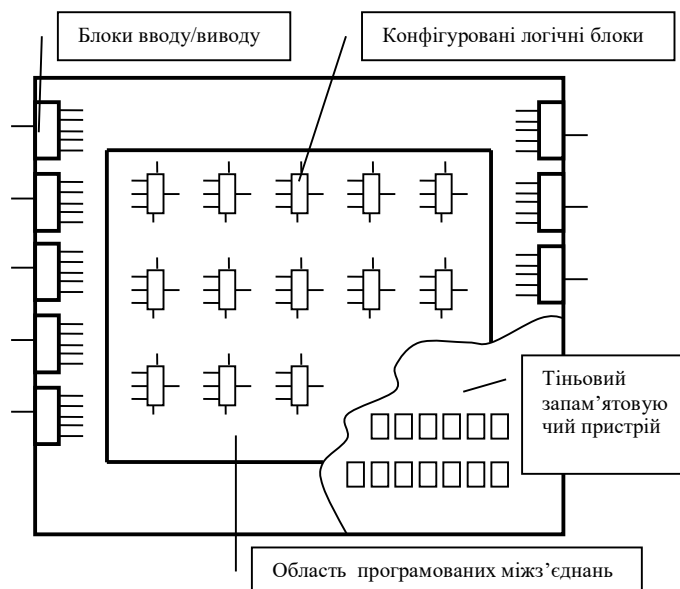 Блоки вводу/виводу
Конфігуровані логічні блоки
Тіньовий
запам’ятовую
чий пристрій
Область програмованих міжз’єднань